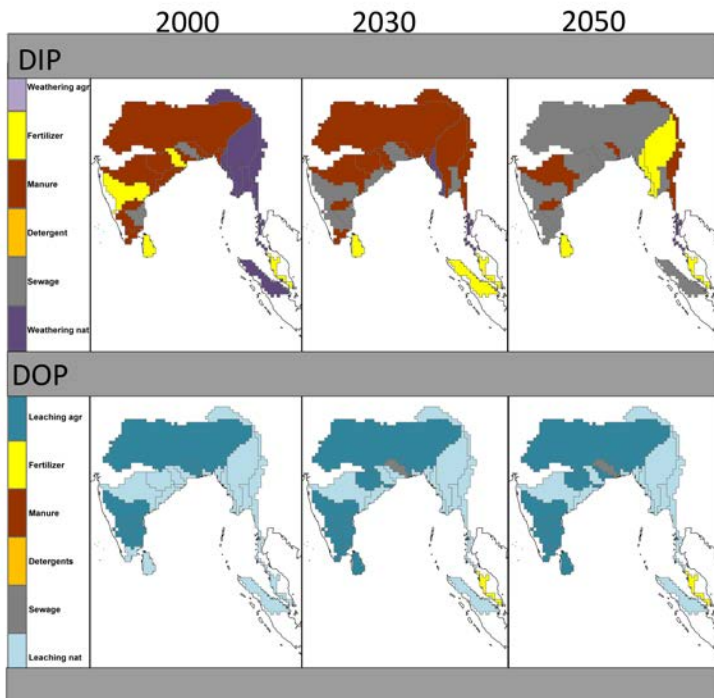 2000 2030 2050
DIP
Weathering agr
Fertilizer
Manure
Detergent
Sewage
Weathering nat
DOP
Leaching agr
Fertilizer
Manure
Detergents
Sewage
Leaching nat